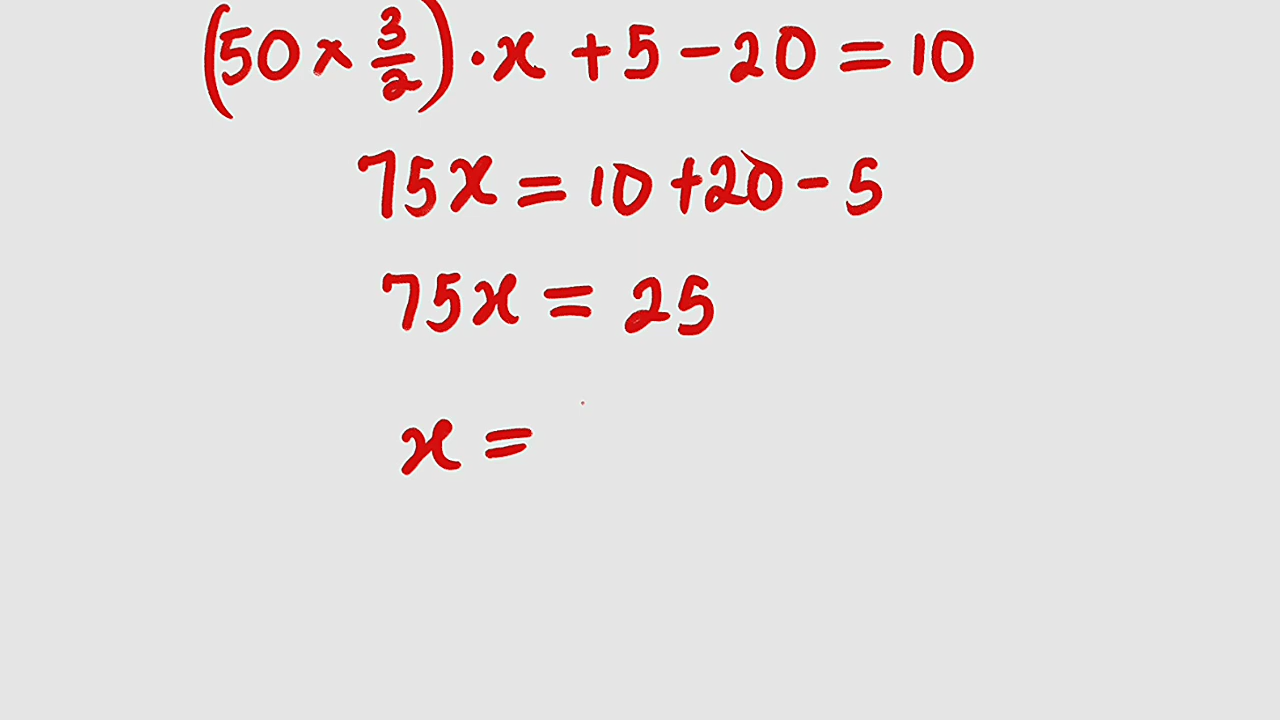 (50 × 3/2) · x + 5 − 20 = 10
75x = 10 + 20 − 5
75x = 25
x =